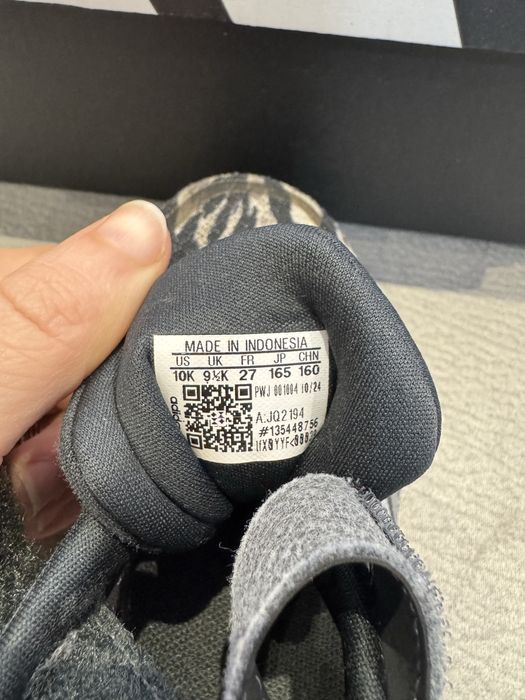 MADE IN INDONESIA
US UK FR JP CHN
10K 9½K 27 165 160
PWJ 001004 10/24
adidas
A:JQ2194
#135448756